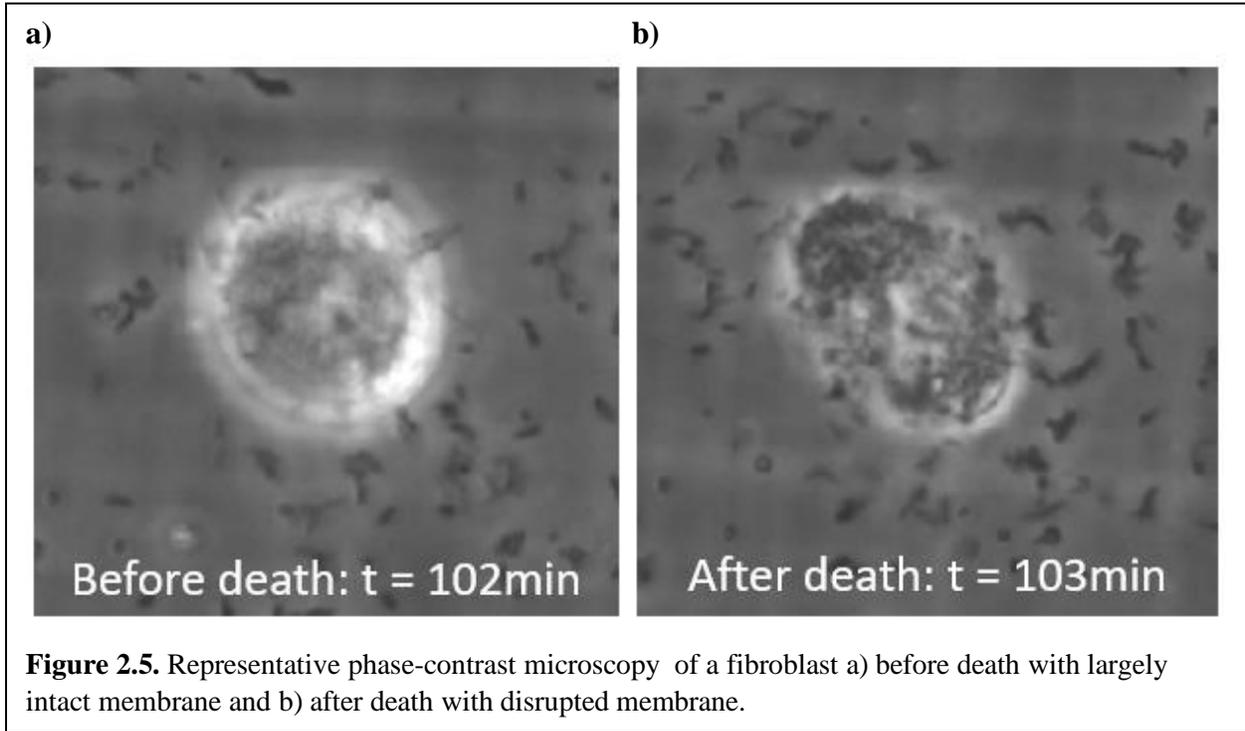 a)
b)
Before death: t = 102min
After death: t = 103min
Figure 2.5. Representative phase-contrast microscopy of a fibroblast a) before death with largely
intact membrane and b) after death with disrupted membrane.